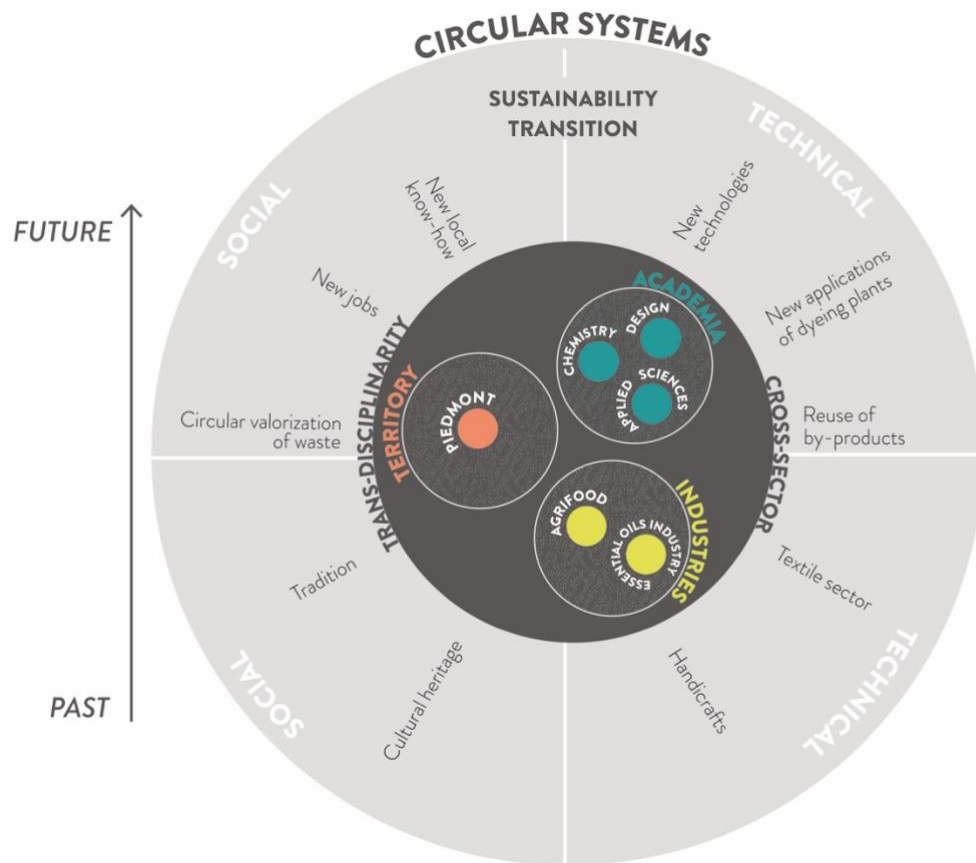 CIRCULAR SYSTEMS
SUSTAINABILITY
TRANSITION
SOCIAL
TECHNICAL
FUTURE
New local
know-how
New jobs
Circular valorization
of waste
New
technologies
New applications
of dyeing plants
Reuse of
by-products
TRANS-DISCIPLINARITY
CROSS-SECTOR
TERRITORY
PIEDMONT
ACADEMIA
CHEMISTRY
DESIGN
APPLIED SCIENCES
INDUSTRIES
AGRIFOOD
ESSENTIAL OILS INDUSTRY
Tradition
Cultural heritage
Textile sector
Handicrafts
PAST
SOCIAL
TECHNICAL